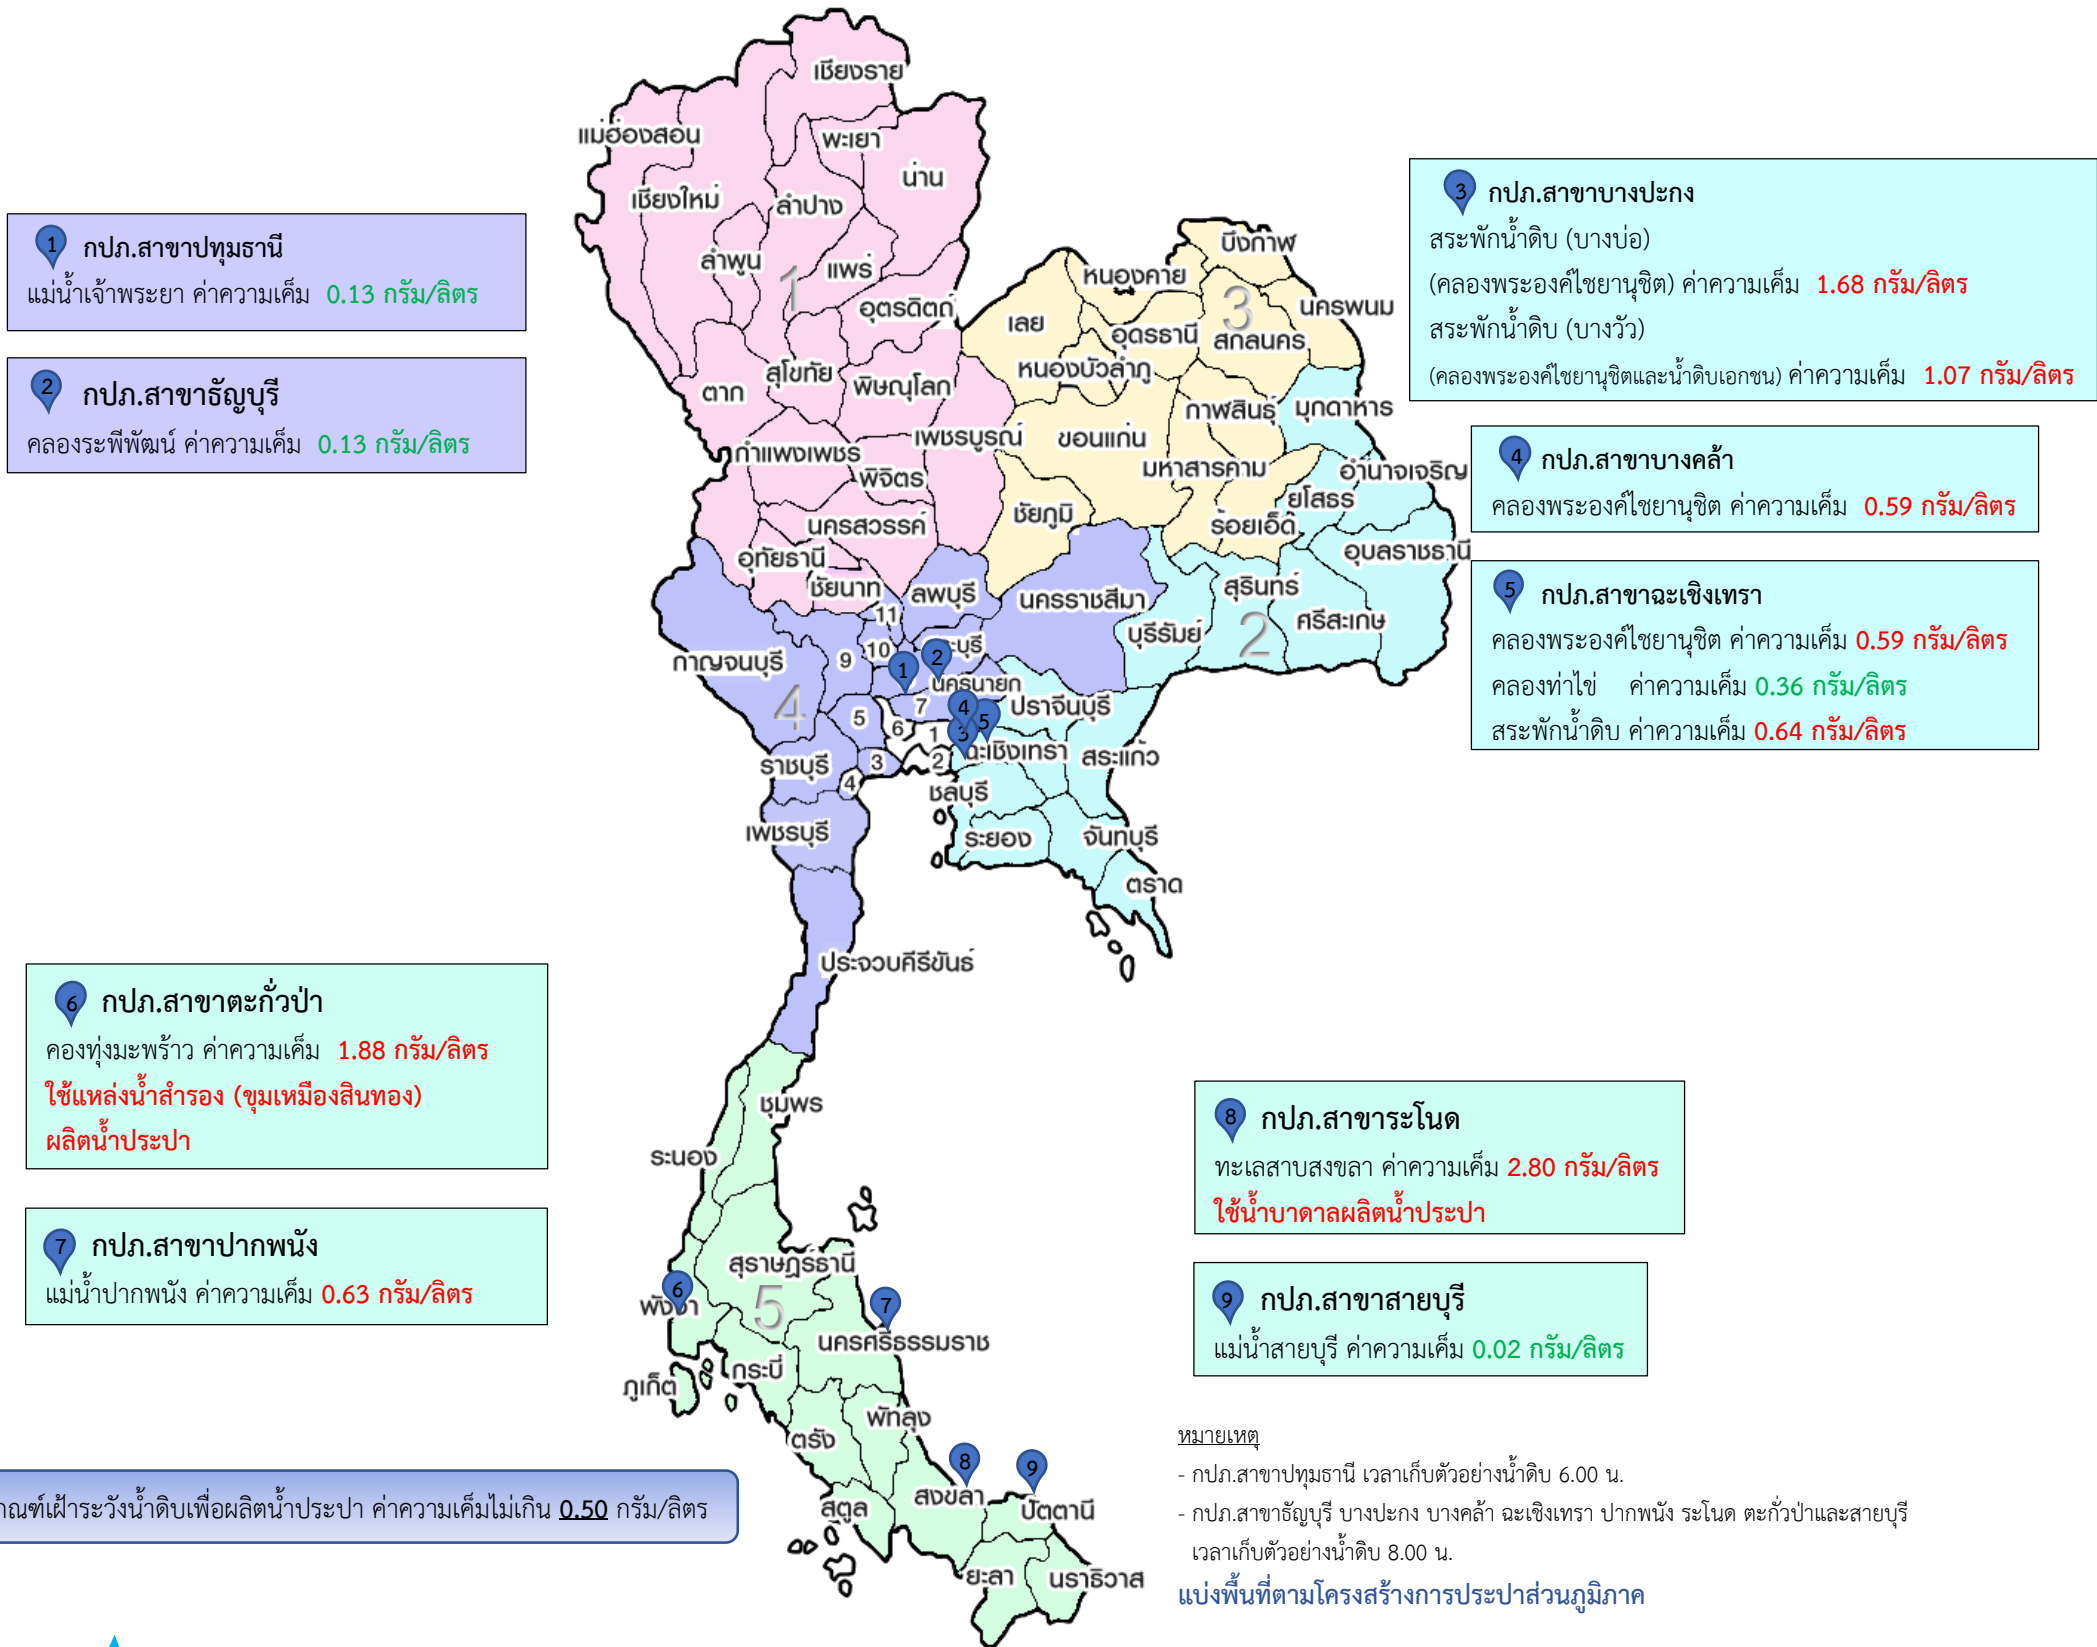 เชียงราย
แม่ฮ่องสอน
พะเยา
น่าน
เชียงใหม่
ลำปาง
ลำพูน
แพร่
1
อุตรดิตถ์
ตาก
สุโขทัย
พิษณุโลก
เพชรบูรณ์
กำแพงเพชร
พิจิตร
นครสวรรค์
อุทัยธานี
ชัยนาท
บึงกาฬ
หนองคาย
3
นครพนม
เลย
อุดรธานี
สกลนคร
หนองบัวลำภู
กาฬสินธุ์
มุกดาหาร
ขอนแก่น
มหาสารคาม
อำนาจเจริญ
ยโสธร
ชัยภูมิ
ร้อยเอ็ด
อุบลราชธานี
ลพบุรี
นครราชสีมา
สุรินทร์
ศรีสะเกษ
บุรีรัมย์
2
11
10
9
กาญจนบุรี
4
1
2
ะบุรี
นครนายก
7
5
6
1
2
3
4
4
5
3
ปราจีนบุรี
ฉะเชิงเทรา
สระแก้ว
ราชบุรี
ชลบุรี
เพชรบุรี
ระยอง
จันทบุรี
ตราด
ประจวบคีรีขันธ์
ชุมพร
ระนอง
สุราษฎร์ธานี
5
6
7
พังงา
นครศรีธรรมราช
กระบี่
ภูเก็ต
พัทลุง
ตรัง
8
9
สงขลา
สตูล
ปัตตานี
ยะลา
นราธิวาส
1 กปภ.สาขาปทุมธานี
แม่น้ำเจ้าพระยา ค่าความเค็ม 0.13 กรัม/ลิตร
2 กปภ.สาขาธัญบุรี
คลองระพีพัฒน์ ค่าความเค็ม 0.13 กรัม/ลิตร
3 กปภ.สาขาบางปะกง
สระพักน้ำดิบ (บางบ่อ)
(คลองพระองค์ไชยานุชิต) ค่าความเค็ม 1.68 กรัม/ลิตร
สระพักน้ำดิบ (บางวัว)
(คลองพระองค์ไชยานุชิตและน้ำดิบเอกชน) ค่าความเค็ม 1.07 กรัม/ลิตร
4 กปภ.สาขาบางคล้า
คลองพระองค์ไชยานุชิต ค่าความเค็ม 0.59 กรัม/ลิตร
5 กปภ.สาขาฉะเชิงเทรา
คลองพระองค์ไชยานุชิต ค่าความเค็ม 0.59 กรัม/ลิตร
คลองท่าไข่ ค่าความเค็ม 0.36 กรัม/ลิตร
สระพักน้ำดิบ ค่าความเค็ม 0.64 กรัม/ลิตร
6 กปภ.สาขาตะกั่วป่า
คองทุ่งมะพร้าว ค่าความเค็ม 1.88 กรัม/ลิตร
ใช้แหล่งน้ำสำรอง (ขุมเหมืองสินทอง)
ผลิตน้ำประปา
7 กปภ.สาขาปากพนัง
แม่น้ำปากพนัง ค่าความเค็ม 0.63 กรัม/ลิตร
8 กปภ.สาขาระโนด
ทะเลสาบสงขลา ค่าความเค็ม 2.80 กรัม/ลิตร
ใช้น้ำบาดาลผลิตน้ำประปา
9 กปภ.สาขาสายบุรี
แม่น้ำสายบุรี ค่าความเค็ม 0.02 กรัม/ลิตร
ณฑ์เฝ้าระวังน้ำดิบเพื่อผลิตน้ำประปา ค่าความเค็มไม่เกิน 0.50 กรัม/ลิตร
หมายเหตุ
- กปภ.สาขาปทุมธานี เวลาเก็บตัวอย่างน้ำดิบ 6.00 น.
- กปภ.สาขาธัญบุรี บางปะกง บางคล้า ฉะเชิงเทรา ปากพนัง ระโนด ตะกั่วป่าและสายบุรี
เวลาเก็บตัวอย่างน้ำดิบ 8.00 น.
แบ่งพื้นที่ตามโครงสร้างการประปาส่วนภูมิภาค